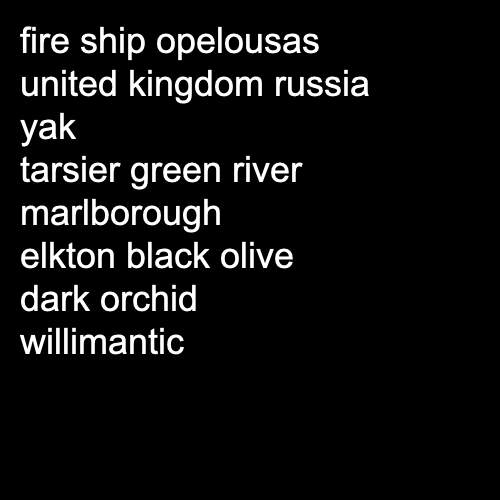 fire ship opelousas
united kingdom russia
yak
tarsier green river
marlborough
elkton black olive
dark orchid
willimantic